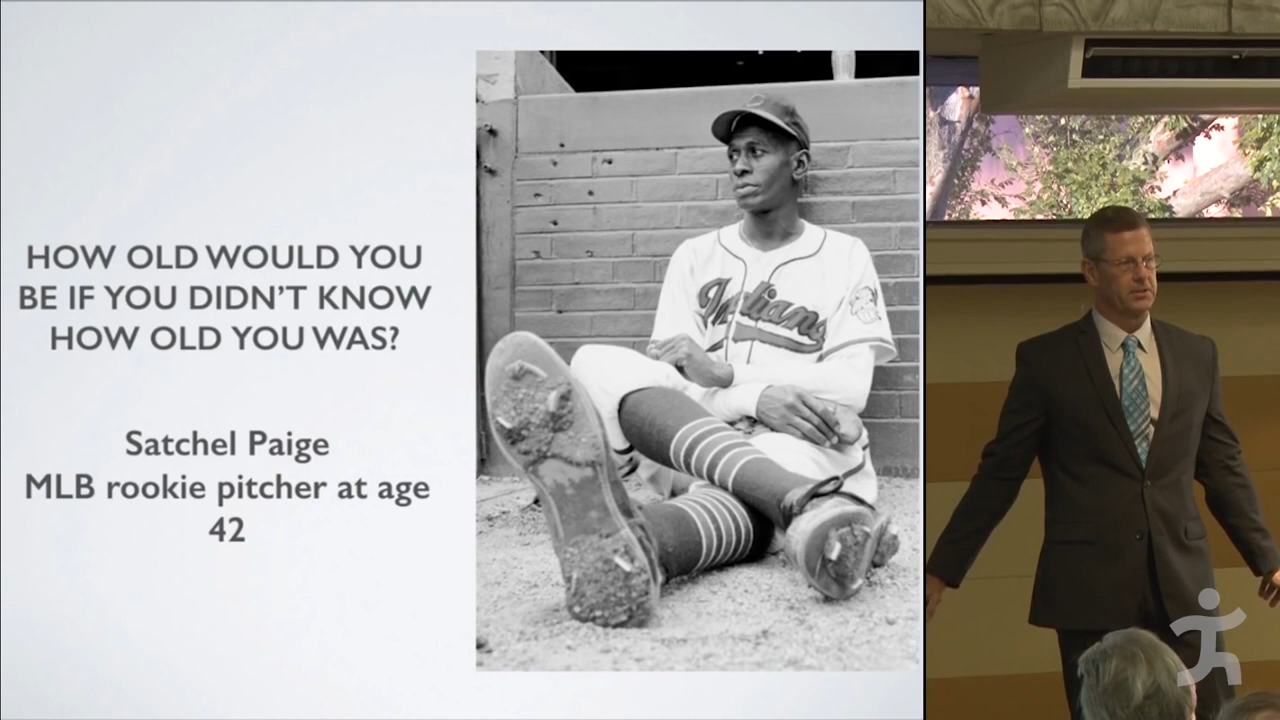 HOW OLD WOULD YOU
BE IF YOU DIDN'T KNOW
HOW OLD YOU WAS?
Satchel Paige
MLB rookie pitcher at age
42
Indians
C